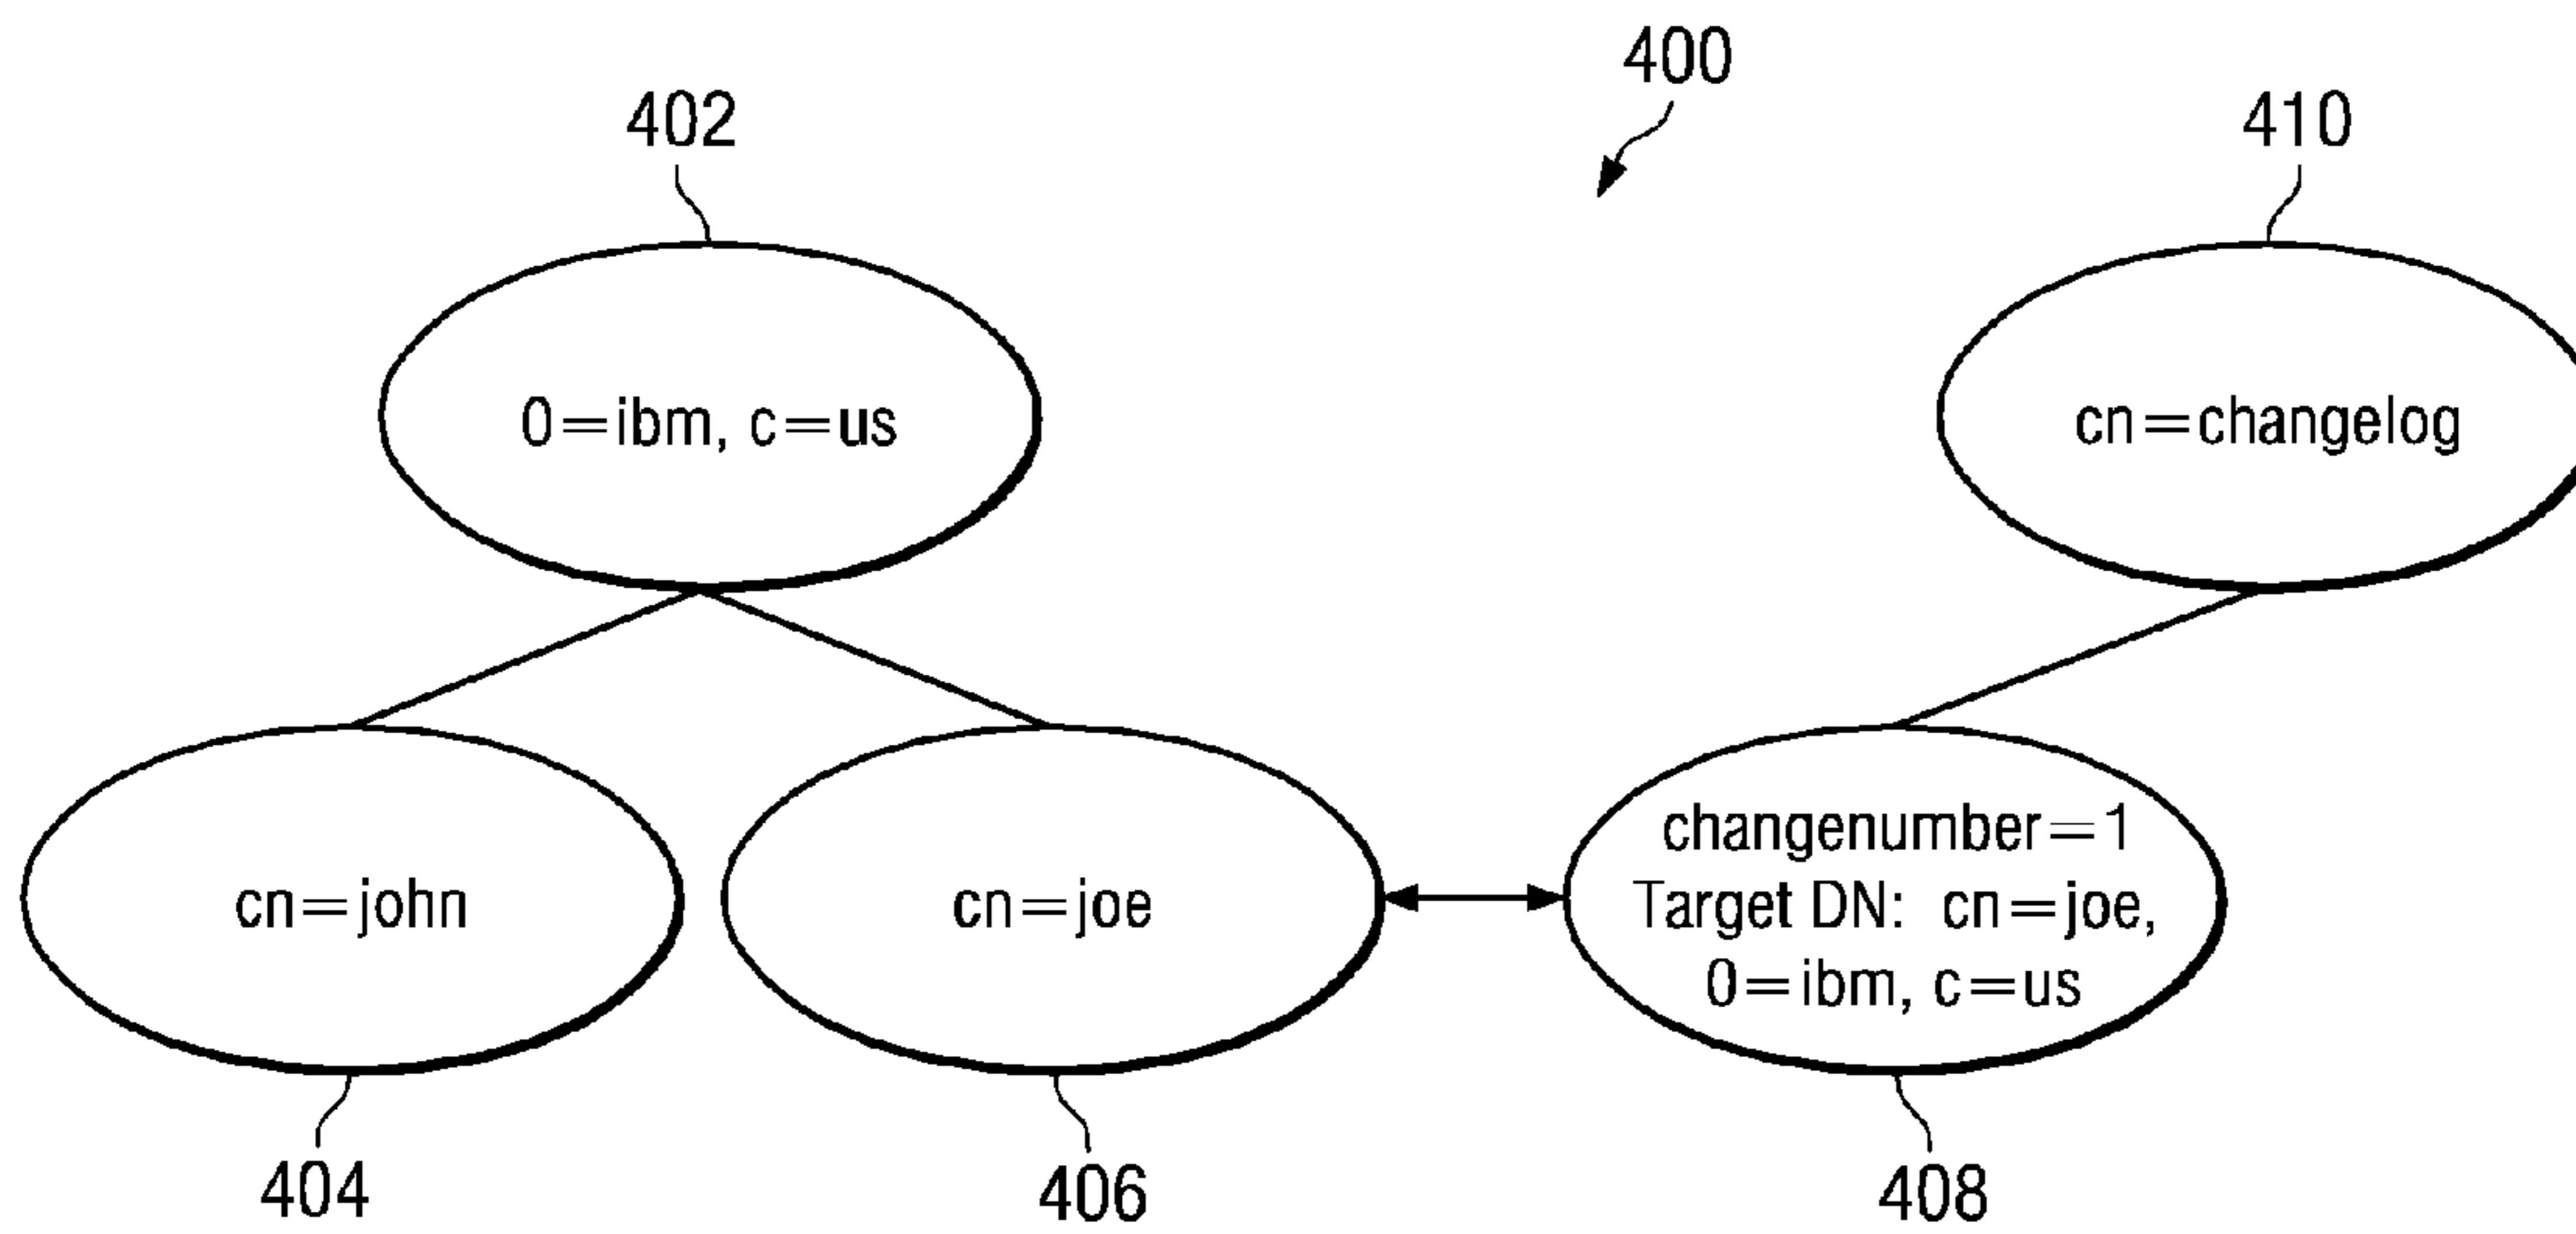 400
402
410
0=ibm, c=us
cn=changelog
cn=john
cn=joe
changenumber=1
Target DN: cn=joe,
0=ibm, c=us
404
406
408